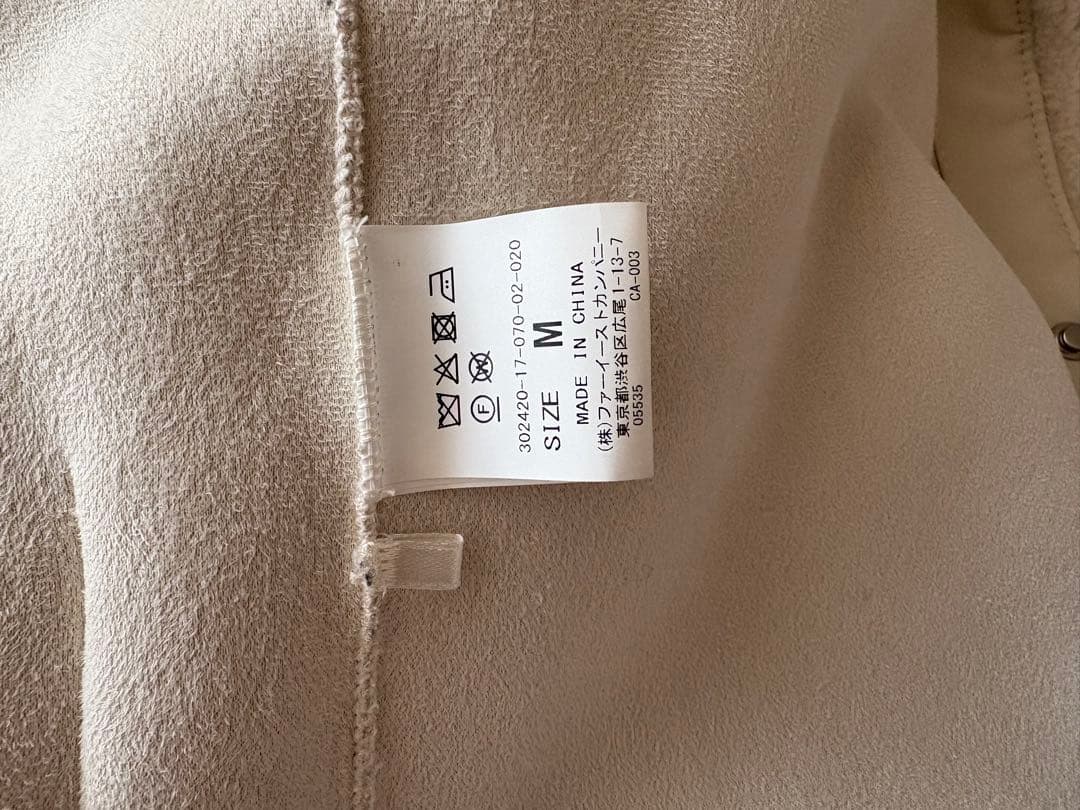 302420-17-070-02-020
SIZE M
MADE IN CHINA
(株)ファーイーストカンパニー
東京都渋谷区広尾1-13-7
05535 CA-003